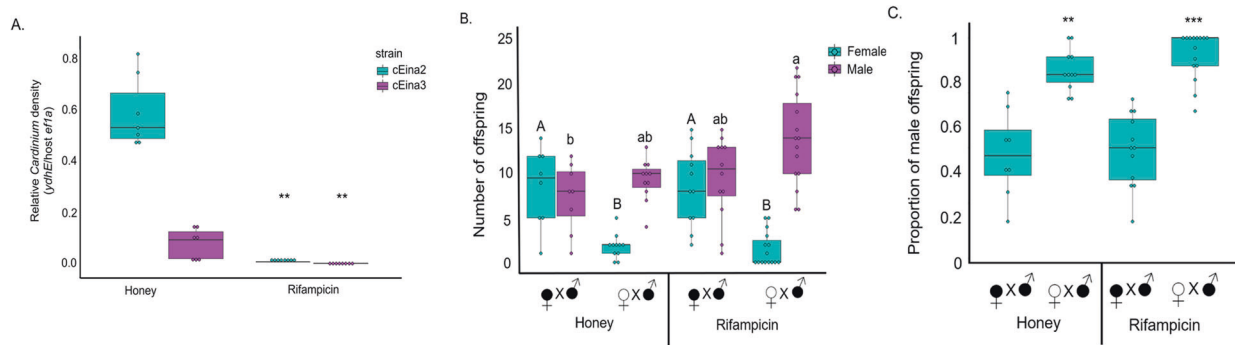 A.
Relative Cardinium density
(ydhE/host ef1a)
0.8
0.6
0.4
0.2
0.0
strain
cEina2
cEina3
**
**
Honey
Rifampicin
B.
Number of offspring
25
20
15
10
5
0
Female
Male
A
b
B
ab
A
ab
B
a
♀ X ♂
♀ X ♂
♀ X ♂
♀ X ♂
Honey
Rifampicin
C.
Proportion of male offspring
1
0.8
0.6
0.4
0.2
0
**
***
♀ X ♂
♀ X ♂
♀ X ♂
♀ X ♂
Honey
Rifampicin